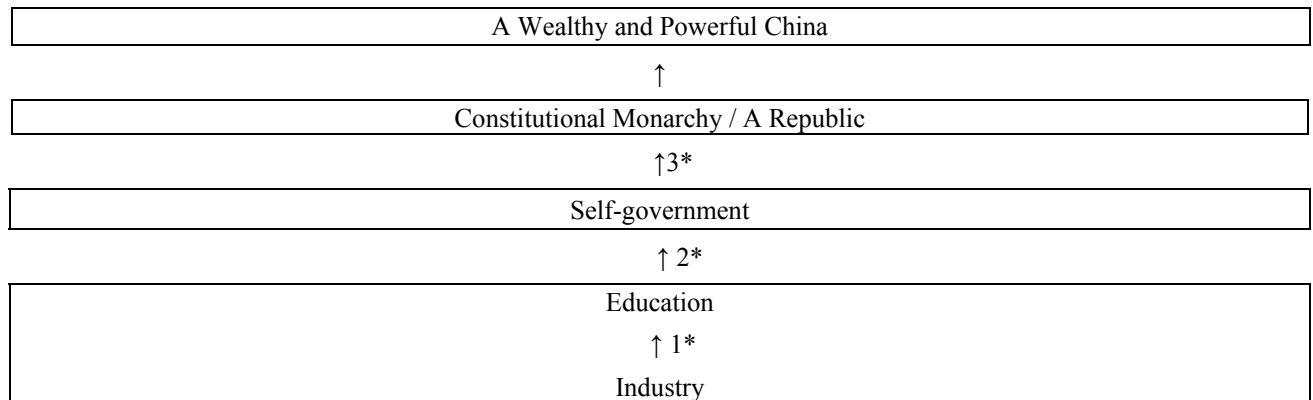 A Wealthy and Powerful China
↑
Constitutional Monarchy / A Republic
↑3*
Self-government
↑ 2*
Education
↑ 1*
Industry